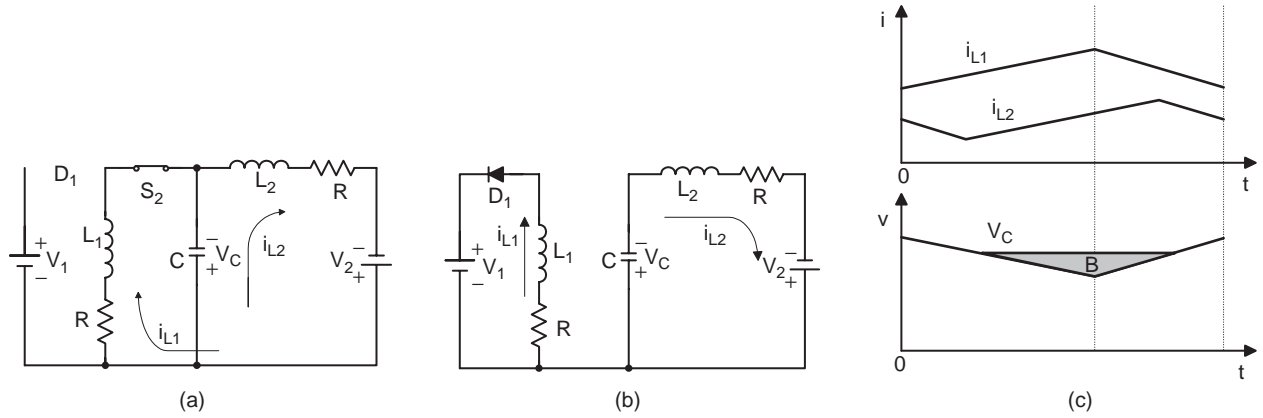 D1
S2
L2
R
+
V1
−
L1
R
C
−
VC
+
iL2
iL1
V2
−
+
(a)
D1
+
V1
−
iL1
L1
R
C
−
VC
+
L2
R
iL2
V2
−
+
(b)
i
iL1
iL2
0
t
v
VC
B
0
t
(c)